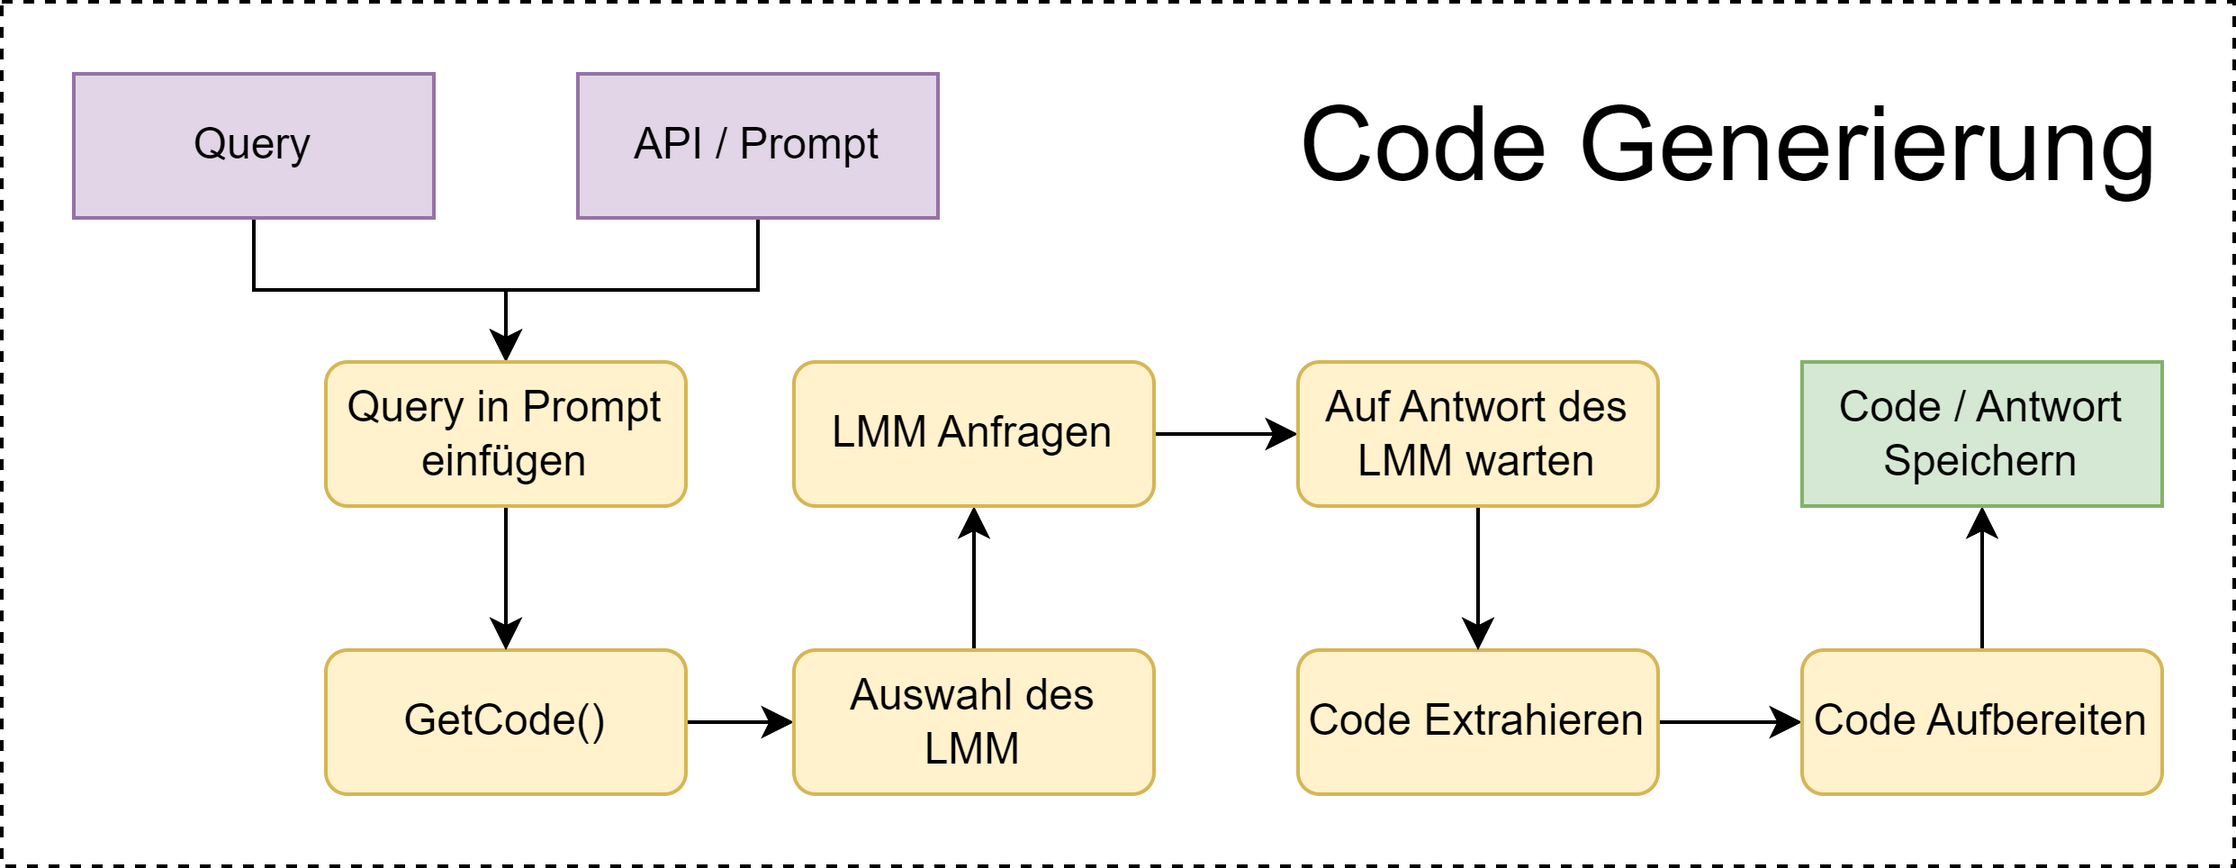 Query
API / Prompt
Code Generierung
Query in Prompt
einfügen
LMM Anfragen
Auf Antwort des
LMM warten
Code / Antwort
Speichern
GetCode()
Auswahl des
LMM
Code Extrahieren
Code Aufbereiten